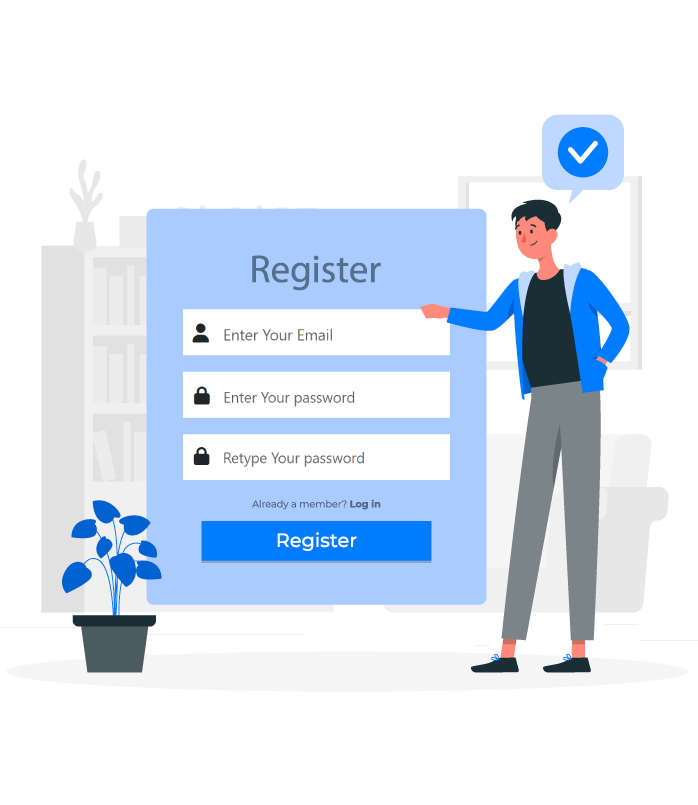 Register
Enter Your Email
Enter Your password
Retype Your password
Already a member? Log in
Register